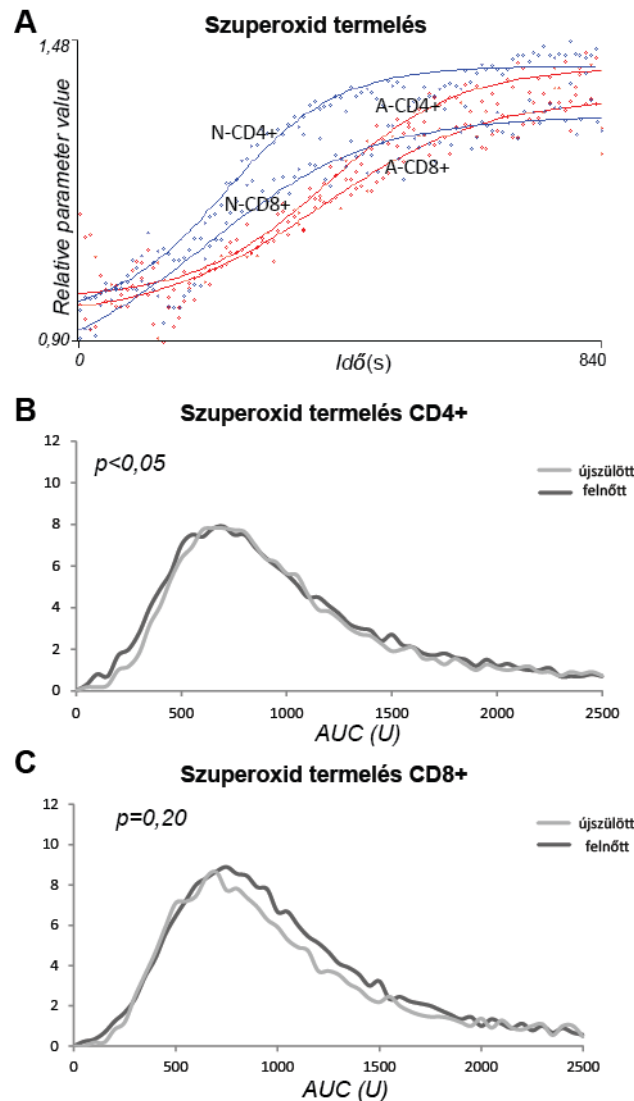 A
Szuperoxid termelés
1,48
Relative parameter value
N-CD4+
A-CD4+
N-CD8+
A-CD8+
0,90
0
Idő(s)
840
B
Szuperoxid termelés CD4+
p<0,05
újszülött
felnőtt
12
10
8
6
4
2
0
0 500 1000 1500 2000 2500
AUC (U)
C
Szuperoxid termelés CD8+
p=0,20
újszülött
felnőtt
12
10
8
6
4
2
0
0 500 1000 1500 2000 2500
AUC (U)